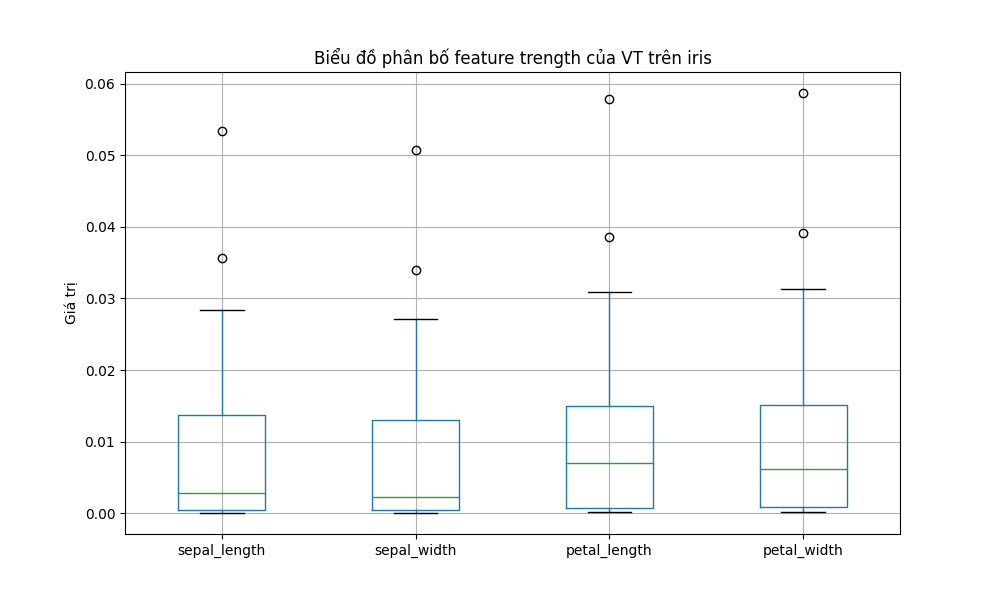 Biểu đồ phân bố feature trength của VT trên iris
Giá trị
0.06
0.05
0.04
0.03
0.02
0.01
0.00
sepal_length
sepal_width
petal_length
petal_width